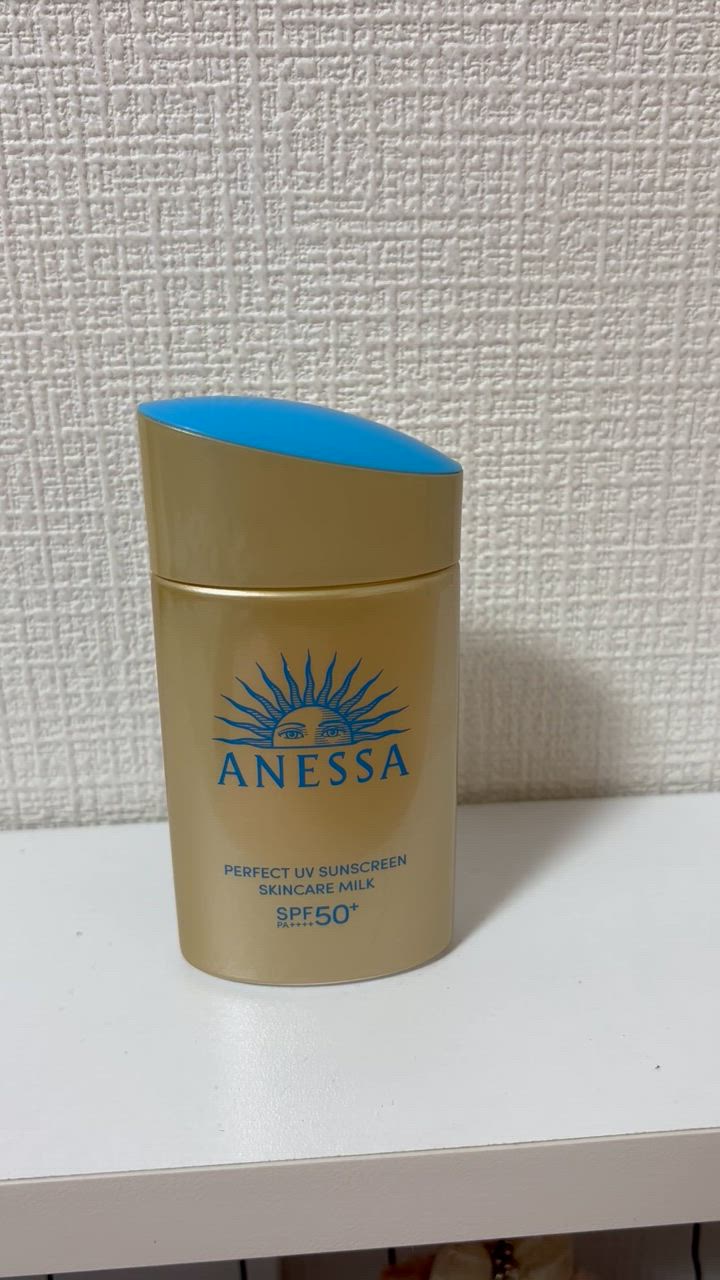 ANESSA
PERFECT UV SUNSCREEN
SKINCARE MILK
SPF50+
PA++++